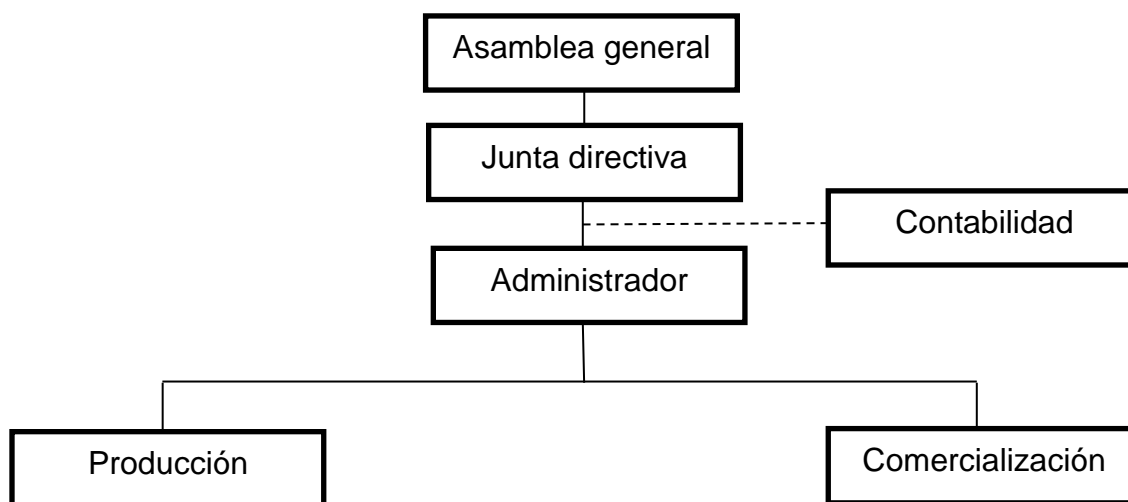 Asamblea general
Junta directiva
Contabilidad
Administrador
Producción
Comercialización